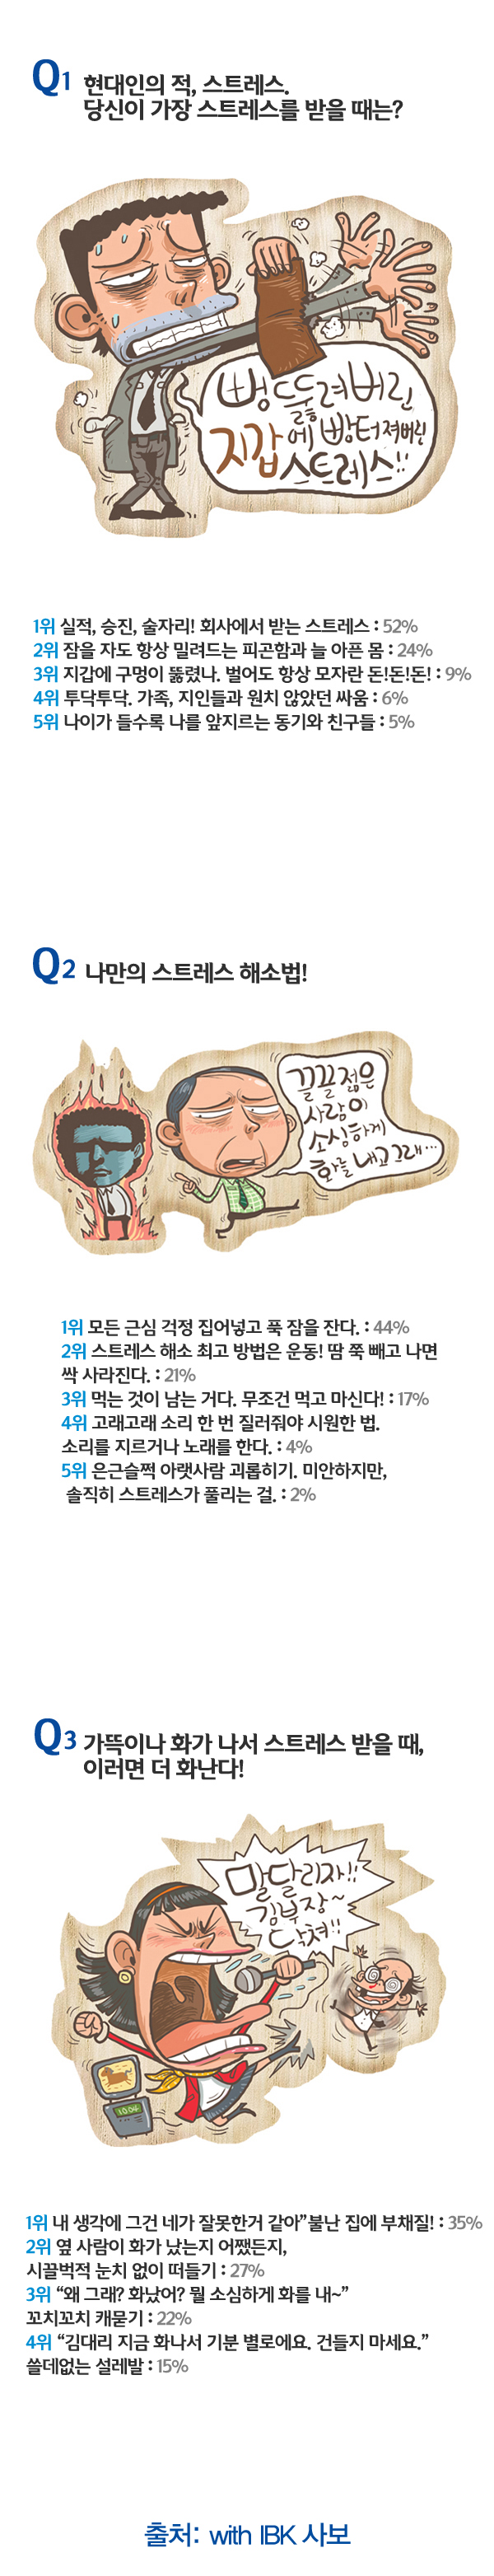 Q1 현대인의 적, 스트레스.
당신이 가장 스트레스를 받을 때는?
뻥 뚫려버린
지갑에 빵 터져버린
스트레스!!
1위 실적, 승진, 술자리! 회사에서 받는 스트레스 : 52%
2위 잠을 자도 항상 밀려드는 피곤함과 늘 아픈 몸 : 24%
3위 지갑에 구멍이 뚫렸나. 벌어도 항상 모자란 돈!돈!돈! : 9%
4위 투닥투닥. 가족, 지인들과 원치 않았던 싸움 : 6%
5위 나이가 들수록 나를 앞지르는 동기와 친구들 : 5%
Q2 나만의 스트레스 해소법!
끌끌 젊은
사람이
소심하게
화를 내고 그래...
1위 모든 근심 걱정 집어넣고 푹 잠을 잔다. : 44%
2위 스트레스 해소 최고 방법은 운동! 땀 쭉 빼고 나면
싹 사라진다. : 21%
3위 먹는 것이 남는 거다. 무조건 먹고 마신다! : 17%
4위 고래고래 소리 한 번 질러줘야 시원한 법.
소리를 지르거나 노래를 한다. : 4%
5위 은근슬쩍 아랫사람 괴롭히기. 미안하지만,
솔직히 스트레스가 풀리는 걸. : 2%
Q3 가뜩이나 화가 나서 스트레스 받을 때,
이러면 더 화난다!
말달리자!!
김부장~
닥쳐!!
1004
1위 내 생각에 그건 네가 잘못한거 같아”불난 집에 부채질! : 35%
2위 옆 사람이 화가 났는지 어쨌든지,
시끌벅적 눈치 없이 떠들기 : 27%
3위 “왜 그래? 화났어? 뭘 소심하게 화를 내~”
꼬치꼬치 캐묻기 : 22%
4위 “김대리 지금 화나서 기분 별로에요. 건들지 마세요.”
쓸데없는 설레발 : 15%
출처: with IBK 사보